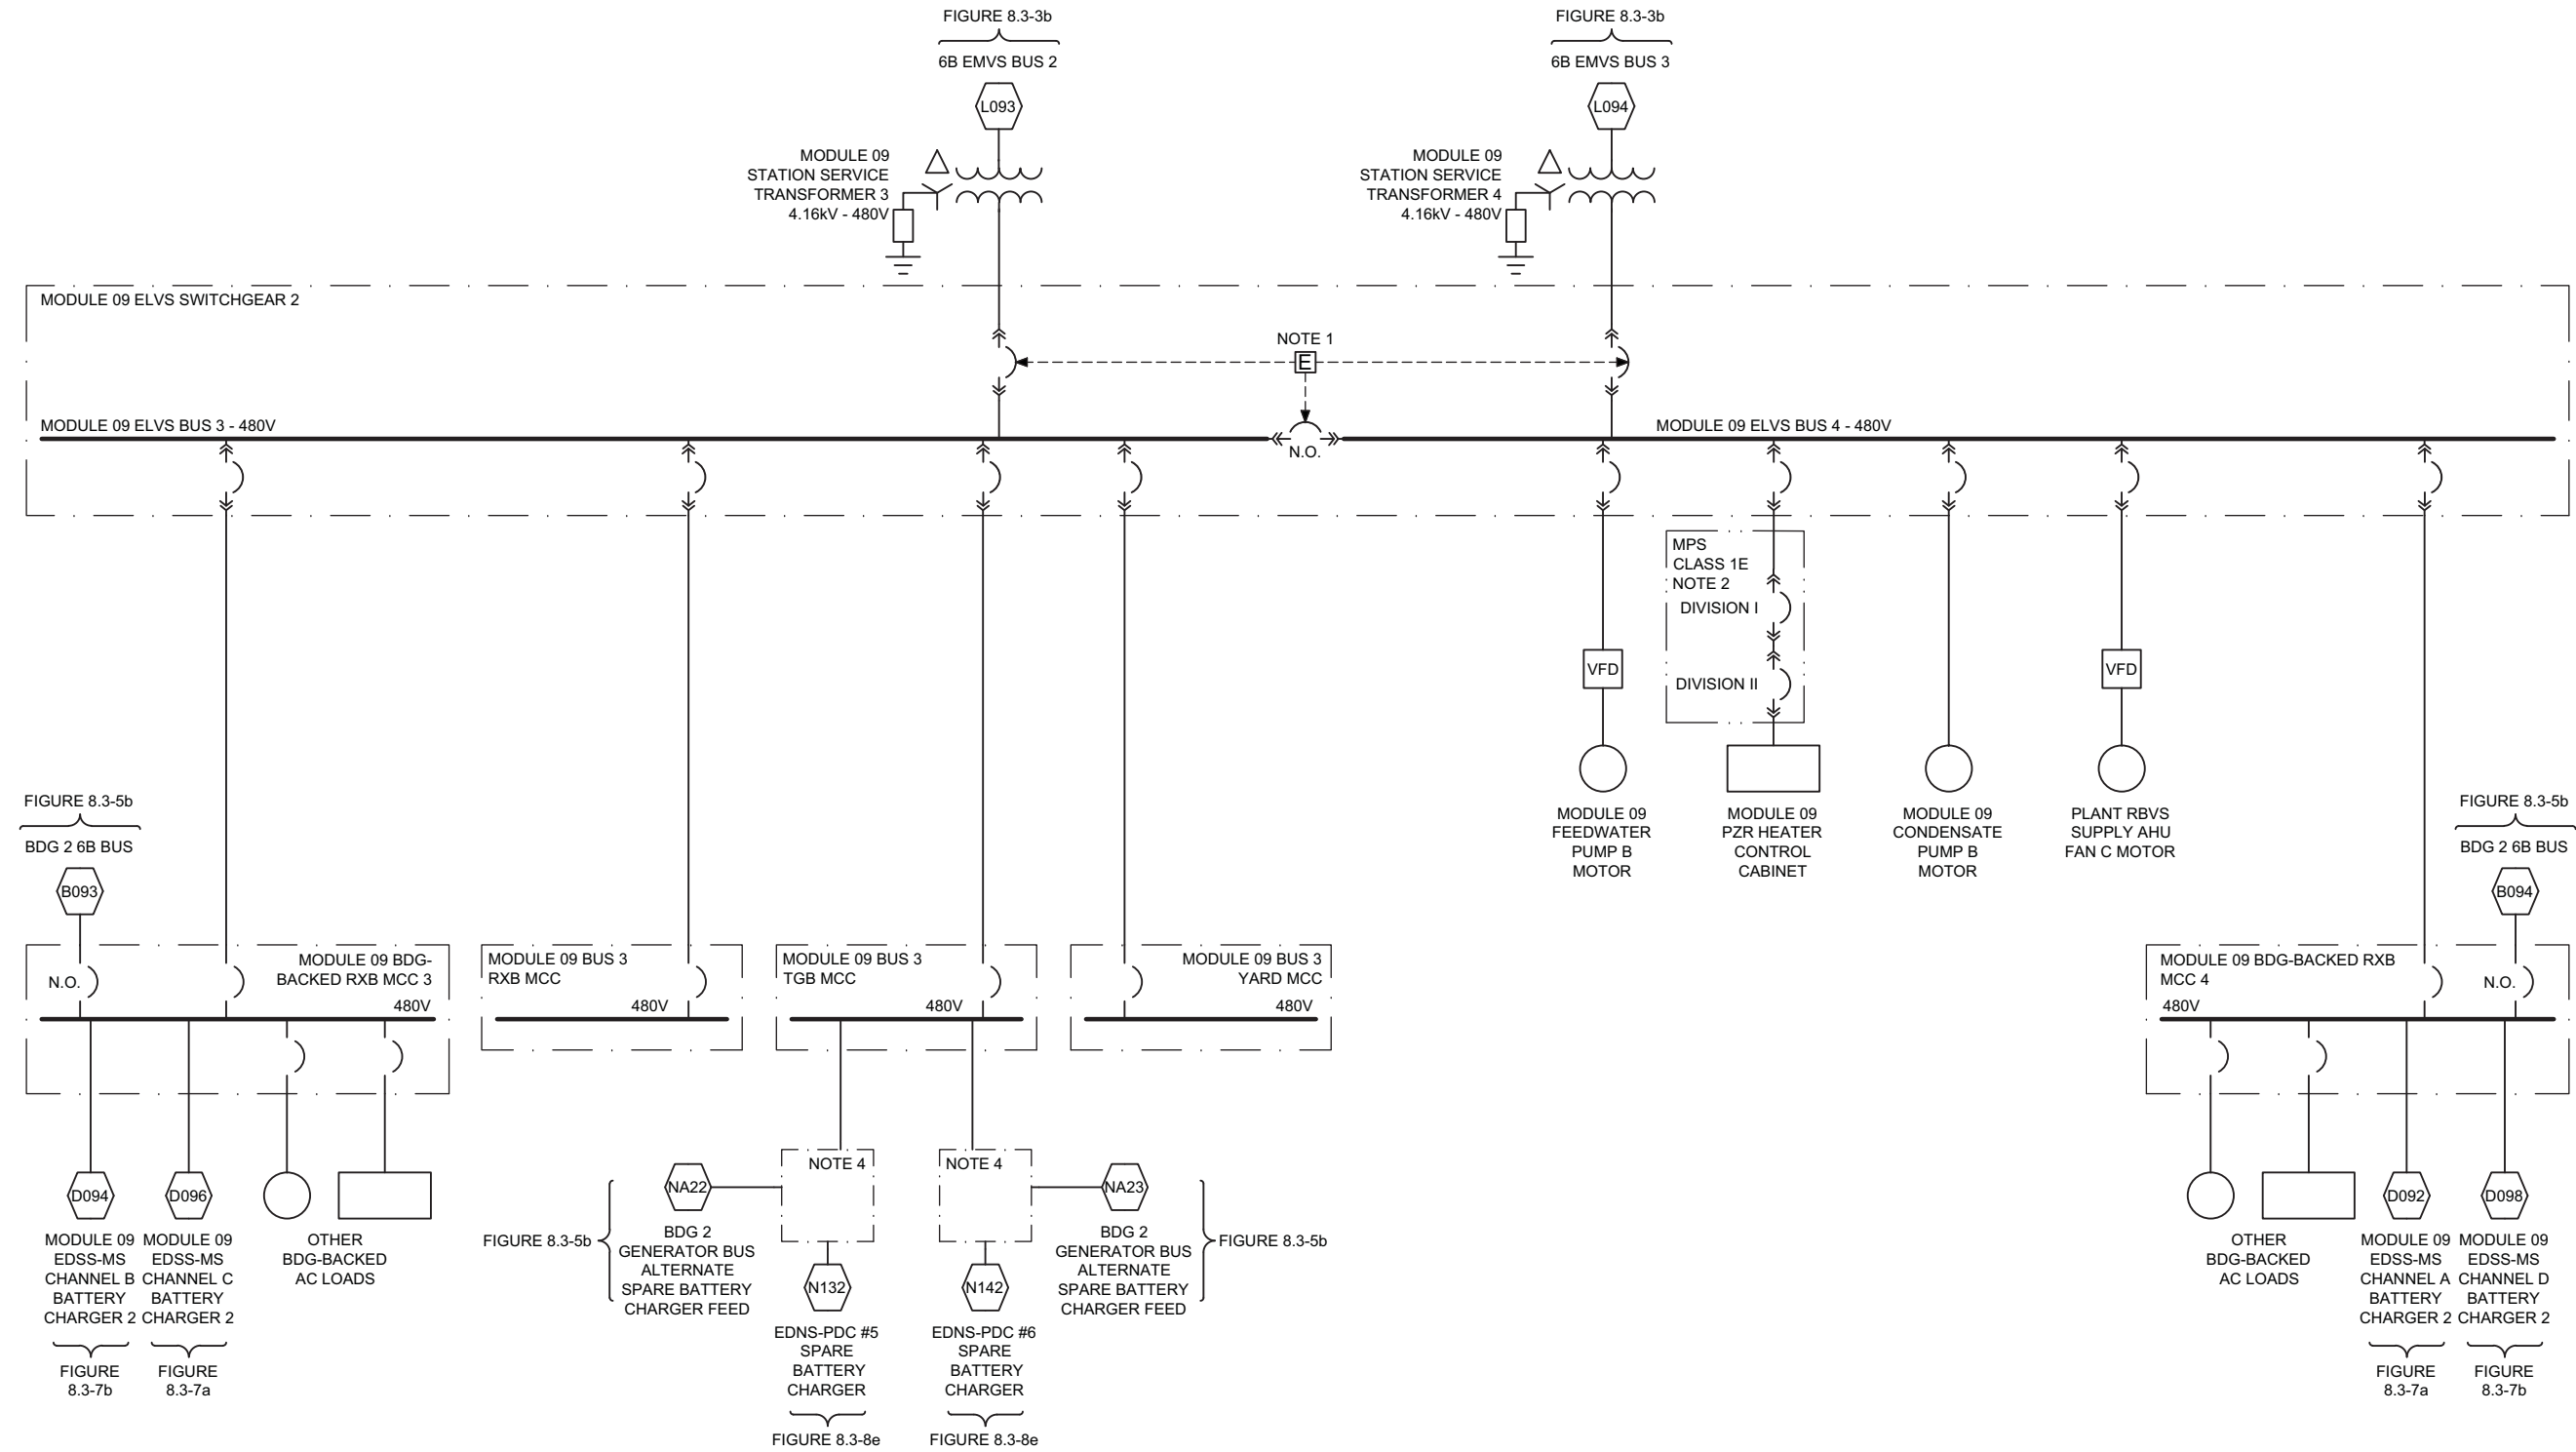 FIGURE 8.3-3b
6B EMVS BUS 2
L093
MODULE 09
STATION SERVICE
TRANSFORMER 3
4.16kV - 480V
FIGURE 8.3-3b
6B EMVS BUS 3
L094
MODULE 09
STATION SERVICE
TRANSFORMER 4
4.16kV - 480V
MODULE 09 ELVS SWITCHGEAR 2
NOTE 1
E
MODULE 09 ELVS BUS 3 - 480V
N.O.
MODULE 09 ELVS BUS 4 - 480V
MPS
CLASS 1E
NOTE 2
DIVISION I
DIVISION II
VFD
VFD
MODULE 09
FEEDWATER
PUMP B
MOTOR
MODULE 09
PZR HEATER
CONTROL
CABINET
MODULE 09
CONDENSATE
PUMP B
MOTOR
PLANT RBVS
SUPPLY AHU
FAN C MOTOR
FIGURE 8.3-5b
BDG 2 6B BUS
B093
N.O.
MODULE 09 BDG-
BACKED RXB MCC 3
480V
MODULE 09 BUS 3
RXB MCC
480V
MODULE 09 BUS 3
TGB MCC
480V
MODULE 09 BUS 3
YARD MCC
480V
FIGURE 8.3-5b
BDG 2 6B BUS
B094
MODULE 09 BDG-BACKED RXB
MCC 4
N.O.
480V
D094
MODULE 09
EDSS-MS
CHANNEL B
BATTERY
CHARGER 2
FIGURE
8.3-7b
D096
MODULE 09
EDSS-MS
CHANNEL C
BATTERY
CHARGER 2
FIGURE
8.3-7a
OTHER
BDG-BACKED
AC LOADS
FIGURE 8.3-5b
NA22
BDG 2
GENERATOR BUS
ALTERNATE
SPARE BATTERY
CHARGER FEED
NOTE 4
N132
EDNS-PDC #5
SPARE
BATTERY
CHARGER
FIGURE 8.3-8e
NOTE 4
N142
EDNS-PDC #6
SPARE
BATTERY
CHARGER
FIGURE 8.3-8e
NA23
BDG 2
GENERATOR BUS
ALTERNATE
SPARE BATTERY
CHARGER FEED
FIGURE 8.3-5b
OTHER
BDG-BACKED
AC LOADS
D092
MODULE 09
EDSS-MS
CHANNEL A
BATTERY
CHARGER 2
FIGURE
8.3-7a
D098
MODULE 09
EDSS-MS
CHANNEL D
BATTERY
CHARGER 2
FIGURE
8.3-7b